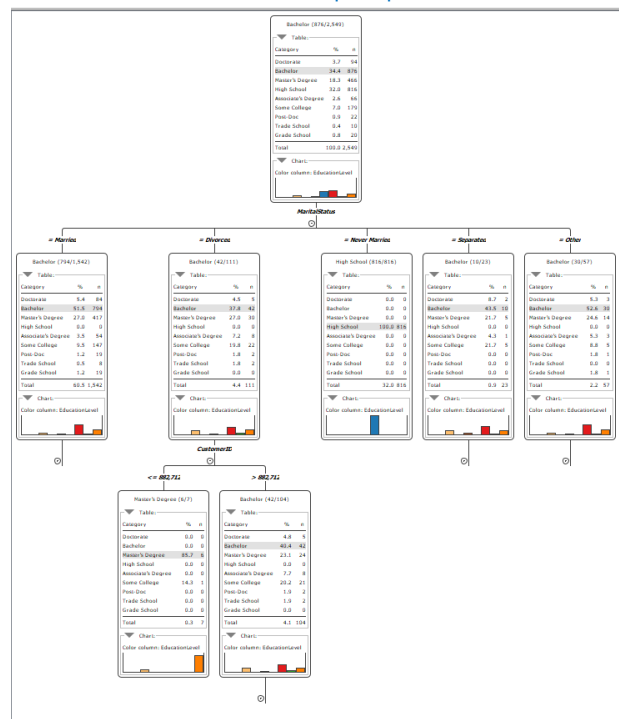 Bachelor (876/2,549)
Table:
Category % n
Doctorate 3.7 94
Bachelor 34.4 876
Master's Degree 18.3 466
High School 32.0 816
Associate's Degree 2.6 66
Some College 7.0 179
Post-Doc 0.9 22
Trade School 0.4 10
Grade School 0.8 20
Total 100.0 2,549
Chart:
Color column: EducationLevel
MaritalStatus
= Married
Bachelor (794/1,542)
Table:
Category % n
Doctorate 5.4 84
Bachelor 51.5 794
Master's Degree 27.0 417
High School 0.0 0
Associate's Degree 3.5 54
Some College 9.5 147
Post-Doc 1.2 19
Trade School 0.5 8
Grade School 1.2 19
Total 60.5 1,542
Chart:
Color column: EducationLevel
= Divorced
Bachelor (42/111)
Table:
Category % n
Doctorate 4.5 5
Bachelor 37.8 42
Master's Degree 27.0 30
High School 0.0 0
Associate's Degree 7.2 8
Some College 19.8 22
Post-Doc 1.8 2
Trade School 1.8 2
Grade School 0.0 0
Total 4.4 111
Chart:
Color column: EducationLevel
= Never Married
High School (816/816)
Table:
Category % n
Doctorate 0.0 0
Bachelor 0.0 0
Master's Degree 0.0 0
High School 100.0 816
Associate's Degree 0.0 0
Some College 0.0 0
Post-Doc 0.0 0
Trade School 0.0 0
Grade School 0.0 0
Total 32.0 816
Chart:
Color column: EducationLevel
= Separated
Bachelor (10/23)
Table:
Category % n
Doctorate 8.7 2
Bachelor 43.5 10
Master's Degree 21.7 5
High School 0.0 0
Associate's Degree 4.3 1
Some College 21.7 5
Post-Doc 0.0 0
Trade School 0.0 0
Grade School 0.0 0
Total 0.9 23
Chart:
Color column: EducationLevel
= Other
Bachelor (30/57)
Table:
Category % n
Doctorate 5.3 3
Bachelor 52.6 30
Master's Degree 24.6 14
High School 0.0 0
Associate's Degree 5.3 3
Some College 8.8 5
Post-Doc 1.8 1
Grade School 1.8 1
Trade School 0.0 0
Total 2.2 57
Chart:
Color column: EducationLevel
CustomerID
<= 882,712
Master's Degree (6/7)
Table:
Category % n
Doctorate 0.0 0
Bachelor 0.0 0
Master's Degree 85.7 6
High School 0.0 0
Associate's Degree 0.0 0
Some College 14.3 1
Post-Doc 0.0 0
Trade School 0.0 0
Grade School 0.0 0
Total 0.3 7
Chart:
Color column: EducationLevel
> 882,712
Bachelor (42/104)
Table:
Category % n
Doctorate 4.8 5
Bachelor 40.4 42
Master's Degree 23.1 24
High School 0.0 0
Associate's Degree 7.7 8
Some College 20.2 21
Post-Doc 1.9 2
Trade School 1.9 2
Grade School 0.0 0
Total 4.1 104
Chart:
Color column: EducationLevel